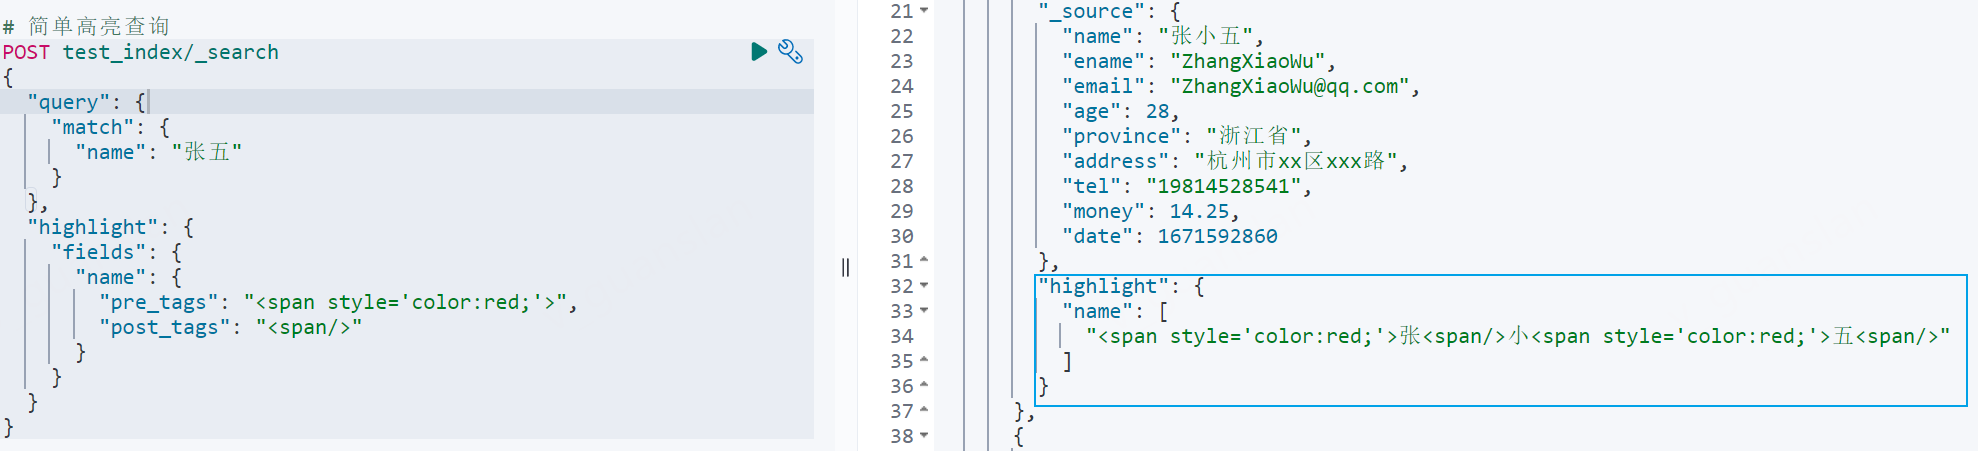 # 简单高亮查询
POST test_index/_search
{
  "query": {
    "match": {
      "name": "张五"
    }
  },
  "highlight": {
    "fields": {
      "name": {
        "pre_tags": "<span style='color:red;'>",
        "post_tags": "<span/>"
      }
    }
  }
}
21 "_source": {
22 "name": "张小五",
23 "ename": "ZhangXiaoWu",
24 "email": "ZhangXiaoWu@qq.com",
25 "age": 28,
26 "province": "浙江省",
27 "address": "杭州市xx区xxx路",
28 "tel": "19814528541",
29 "money": 14.25,
30 "date": 1671592860
31 },
32 "highlight": {
33 "name": [
34 "<span style='color:red;'>张<span/>小<span style='color:red;'>五<span/>"
35 ]
36 }
37 },
38 {